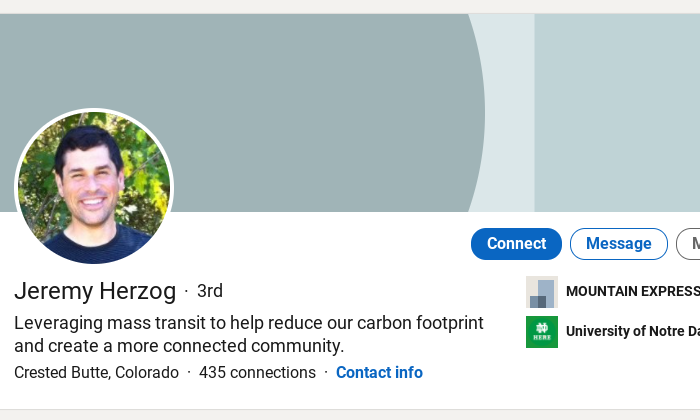 Connect
Message
Jeremy Herzog · 3rd
MOUNTAIN EXPRESS
Leveraging mass transit to help reduce our carbon footprint
and create a more connected community.
University of Notre Da
HERE
Crested Butte, Colorado · 435 connections · Contact info